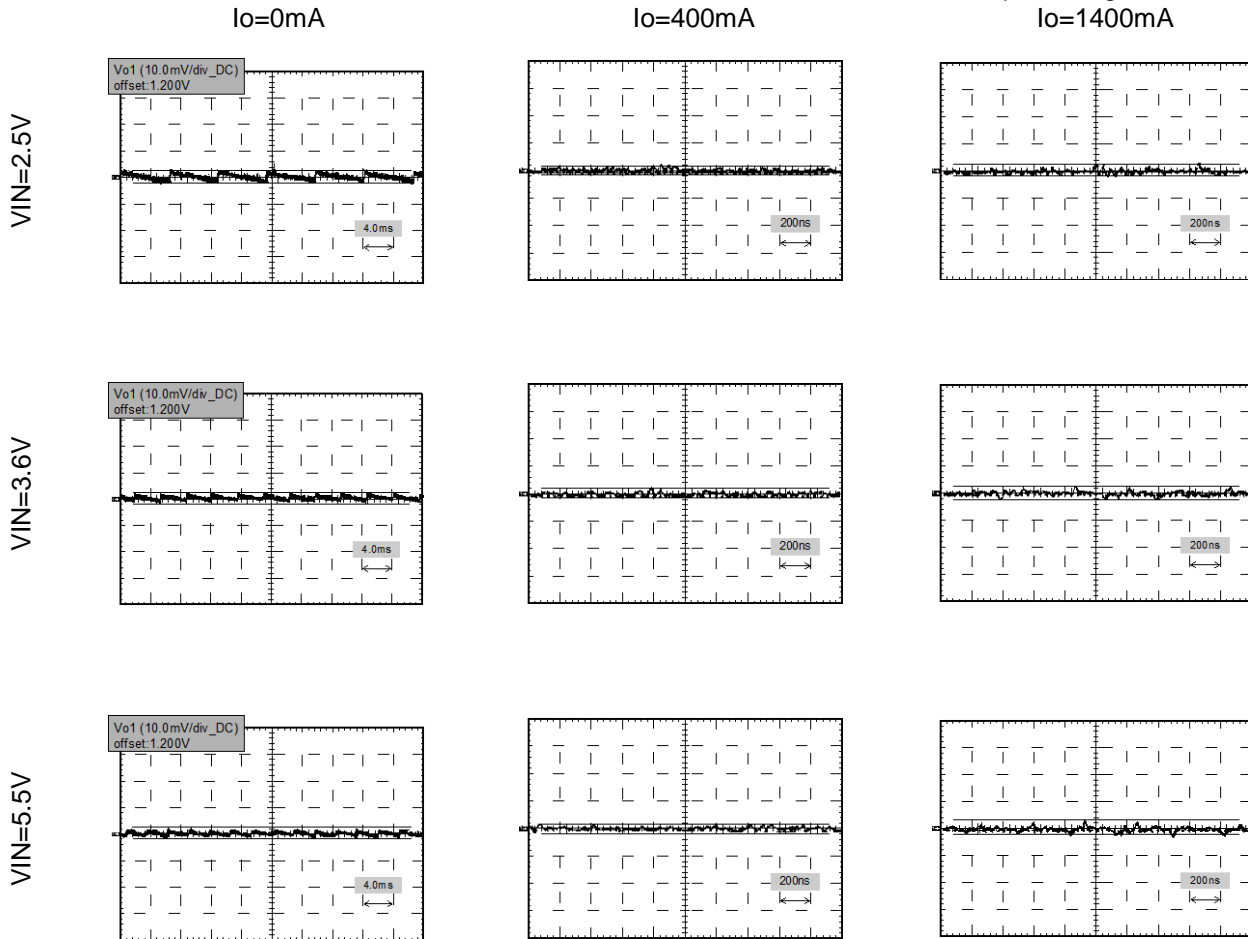 Io=0mA
Io=400mA
Io=1400mA
VIN=2.5V
Vo1 (10.0mV/div_DC)
offset:1.200V
4.0ms
200ns
200ns
VIN=3.6V
Vo1 (10.0mV/div_DC)
offset:1.200V
4.0ms
200ns
200ns
VIN=5.5V
Vo1 (10.0mV/div_DC)
offset:1.200V
4.0ms
200ns
200ns